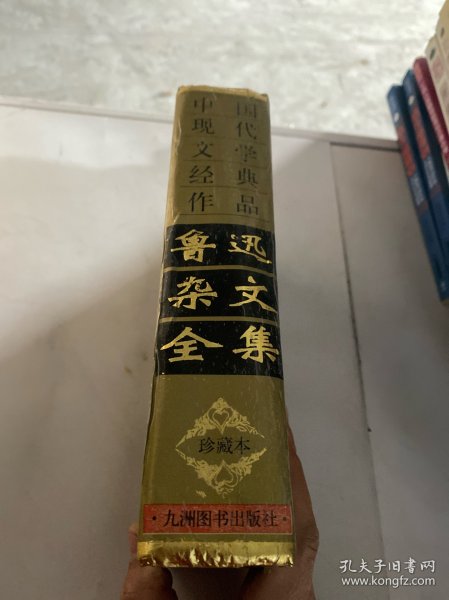 中国
现代
文学
经典
作品
鲁迅
杂文
全集
珍藏本
·九洲图书出版社·
孔夫子旧书网
www.kongfz.com